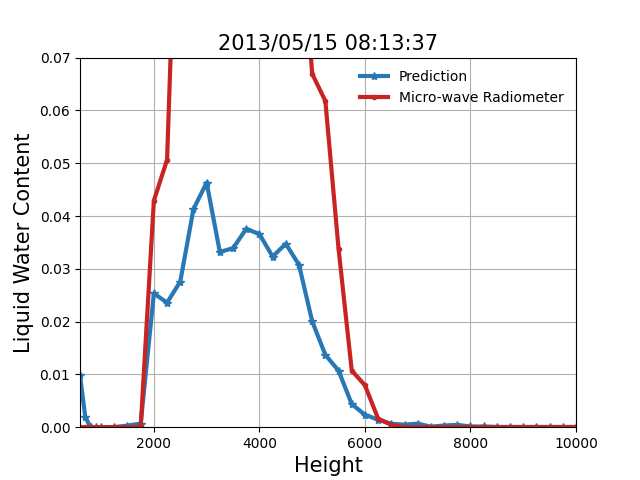 2013/05/15 08:13:37
Prediction
Micro-wave Radiometer
Liquid Water Content
0.07
0.06
0.05
0.04
0.03
0.02
0.01
0.00
2000 4000 6000 8000 10000
Height